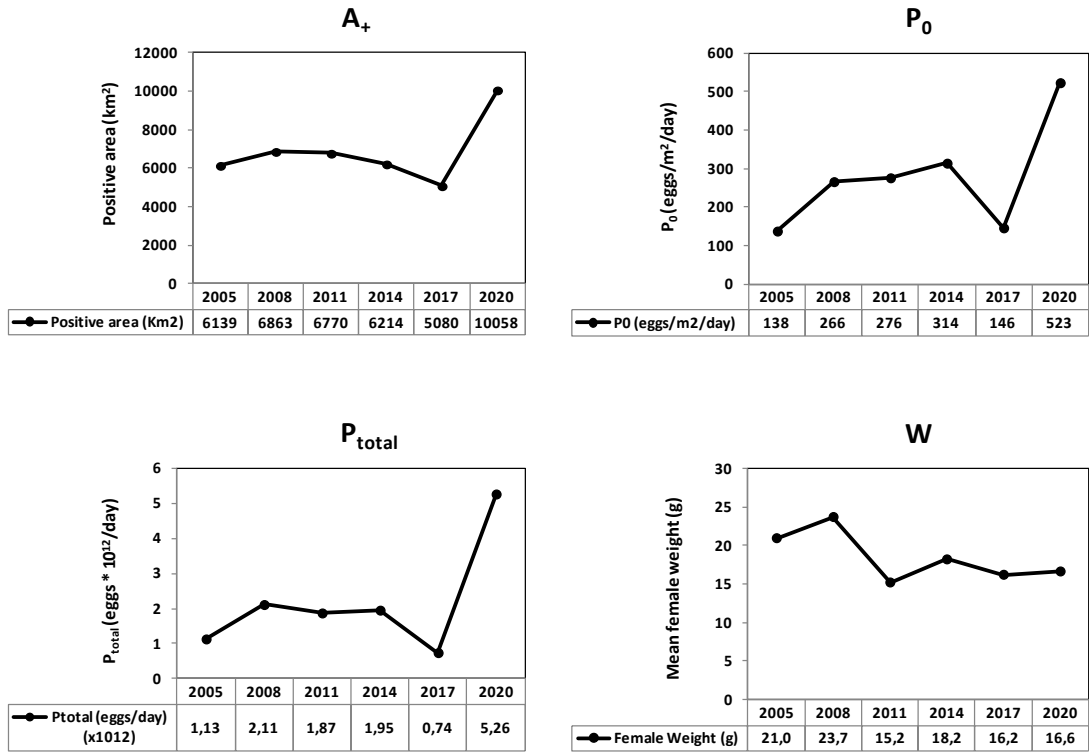 A+
Positive area (km²)
12000
10000
8000
6000
4000
2000
0
2005 2008 2011 2014 2017 2020
Positive area (Km2) 6139 6863 6770 6214 5080 10058
P0
P0 (eggs/m²/day)
600
500
400
300
200
100
0
2005 2008 2011 2014 2017 2020
P0 (eggs/m2/day) 138 266 276 314 146 523
Ptotal
Ptotal (eggs * 10¹²/day)
6
5
4
3
2
1
0
2005 2008 2011 2014 2017 2020
Ptotal (eggs/day)
(x1012) 1,13 2,11 1,87 1,95 0,74 5,26
W
Mean female weight (g)
30
25
20
15
10
5
0
2005 2008 2011 2014 2017 2020
Female Weight (g) 21,0 23,7 15,2 18,2 16,2 16,6